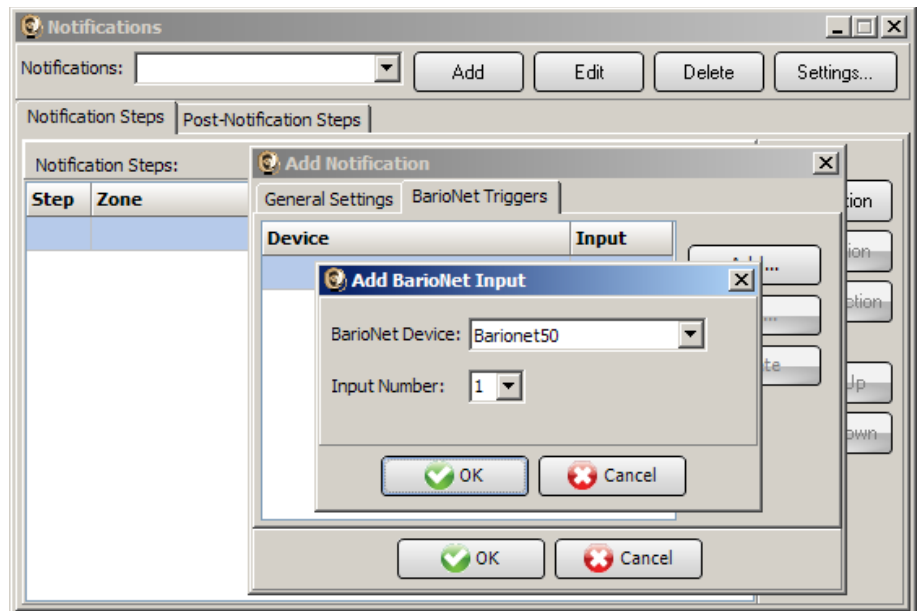 Notifications
Notifications:
Add Edit Delete Settings...
Notification Steps Post-Notification Steps
Notification Steps:
Step Zone
Add Notification
General Settings BarioNet Triggers
Device Input
Add BarioNet Input
BarioNet Device: Barionet50
Input Number: 1
OK Cancel
OK Cancel